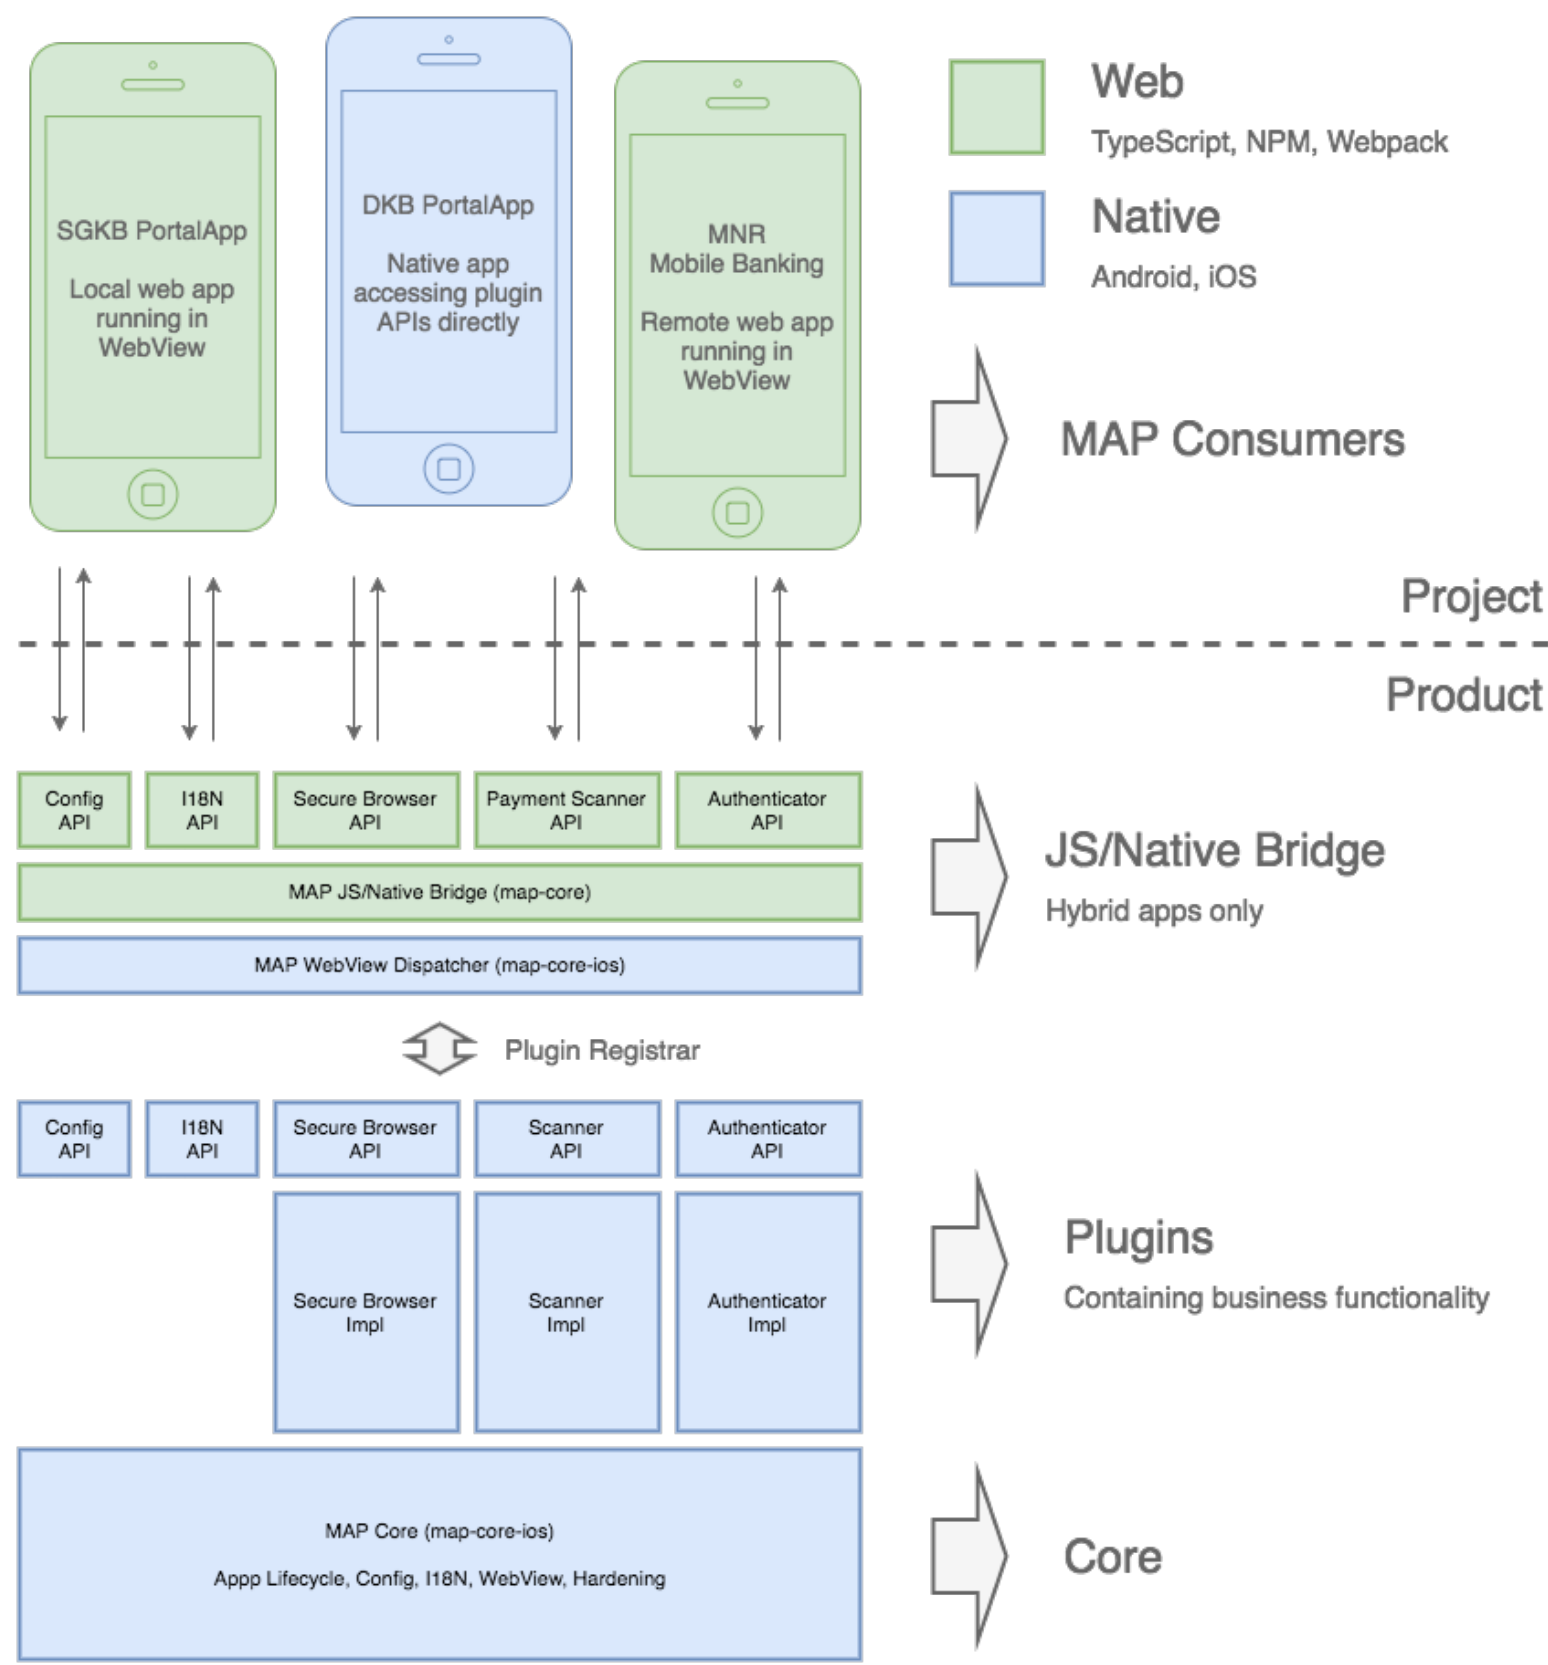 SGKB PortalApp
Local web app
running in
WebView
DKB PortalApp
Native app
accessing plugin
APIs directly
MNR
Mobile Banking
Remote web app
running in
WebView
Web
TypeScript, NPM, Webpack
Native
Android, iOS
MAP Consumers
Project
Product
Config
API
I18N
API
Secure Browser
API
Payment Scanner
API
Authenticator
API
MAP JS/Native Bridge (map-core)
MAP WebView Dispatcher (map-core-ios)
JS/Native Bridge
Hybrid apps only
Plugin Registrar
Config
API
I18N
API
Secure Browser
API
Scanner
API
Authenticator
API
Secure Browser
Impl
Scanner
Impl
Authenticator
Impl
Plugins
Containing business functionality
MAP Core (map-core-ios)
Appp Lifecycle, Config, I18N, WebView, Hardening
Core